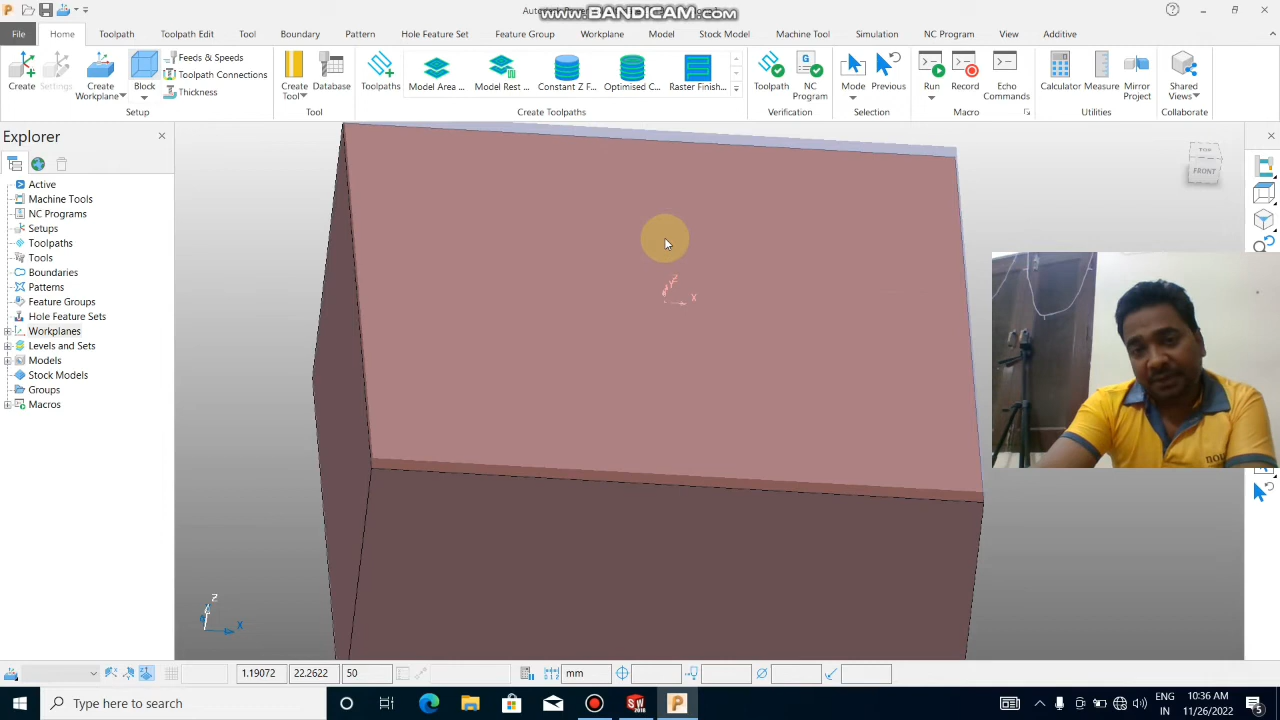 Autodesk Pow
www.BANDICAM.com
File Home Toolpath Toolpath Edit Tool Boundary Pattern Hole Feature Set Feature Group Workplane Model Stock Model Machine Tool Simulation NC Program View Additive
Create
Settings
Create
Workplane
Block
Feeds & Speeds
Toolpath Connections
Thickness
Create
Tool
Database
Toolpaths
Model Area ...
Model Rest ...
Constant Z F...
Optimised C...
Raster Finish...
Toolpath
NC
Program
Mode
Previous
Run
Record
Echo
Commands
Calculator
Measure
Mirror
Project
Shared
Views
Setup
Tool
Create Toolpaths
Verification
Selection
Macro
Utilities
Collaborate
Explorer
Active
Machine Tools
NC Programs
Setups
Toolpaths
Tools
Boundaries
Patterns
Feature Groups
Hole Feature Sets
Workplanes
Levels and Sets
Models
Stock Models
Groups
Macros
TOP
FRONT
Z
X
Z
X
1.19072
22.2622
50
mm
Type here to search
ENG
IN
10:36 AM
11/26/2022
5